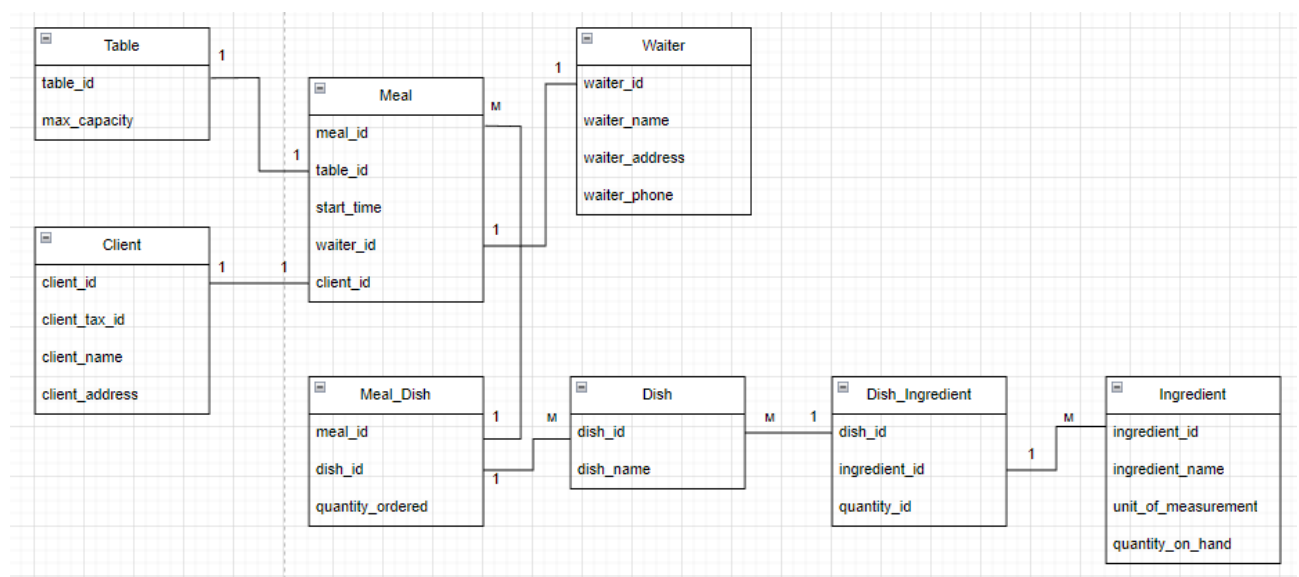 Table
table_id
max_capacity
1
1
Client
client_id
client_tax_id
client_name
client_address
1
1
Meal
meal_id
table_id
start_time
waiter_id
client_id
M
1
1
Waiter
waiter_id
waiter_name
waiter_address
waiter_phone
Meal_Dish
meal_id
dish_id
quantity_ordered
1
1
M
Dish
dish_id
dish_name
M
1
Dish_Ingredient
dish_id
ingredient_id
quantity_id
1
M
Ingredient
ingredient_id
ingredient_name
unit_of_measurement
quantity_on_hand